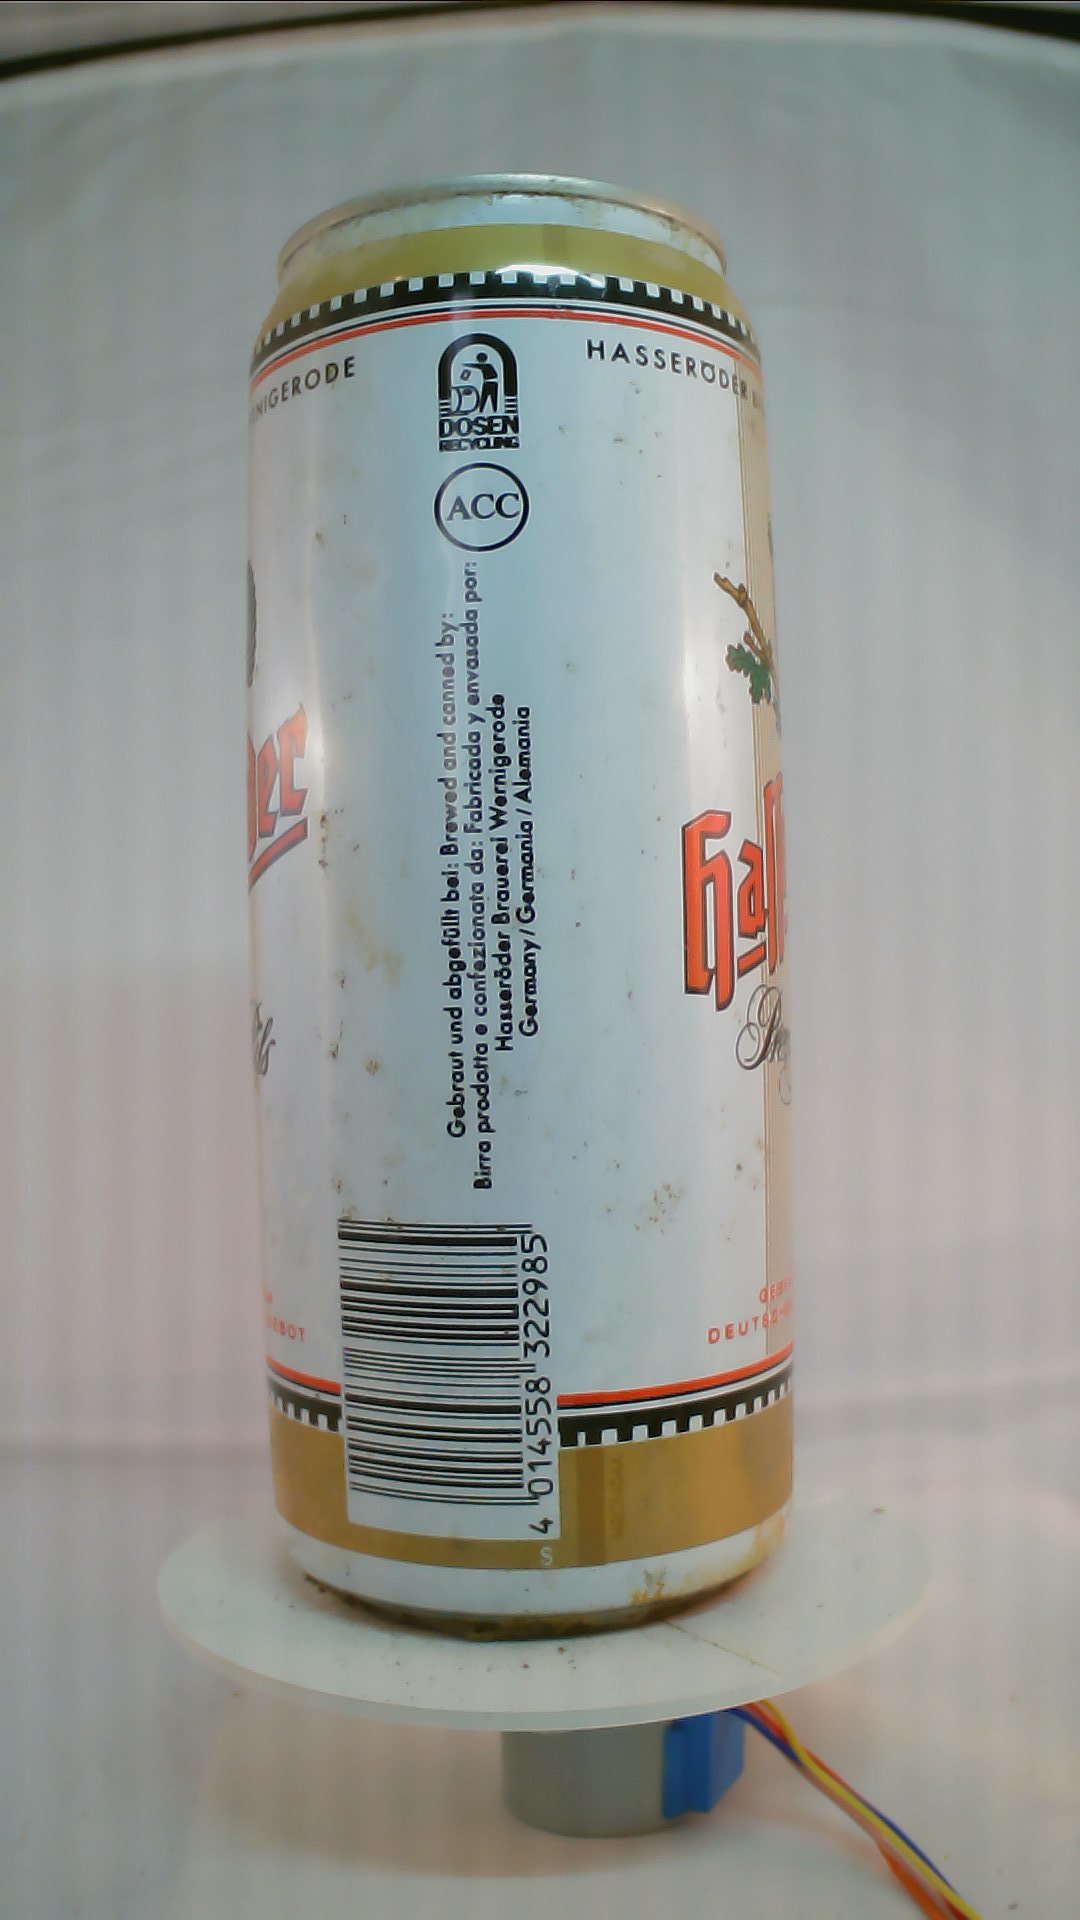 HASSERÖDER
DOSEN
RECYCLING
ACC
Gebraut und abgefüllt bei: Brewed and canned by:
Birra prodotta e confezionata da: Fabricada y envasada por:
Hasseröder Brauerei Wernigerode
Germany / Germania / Alemania
4 014558 322985
S